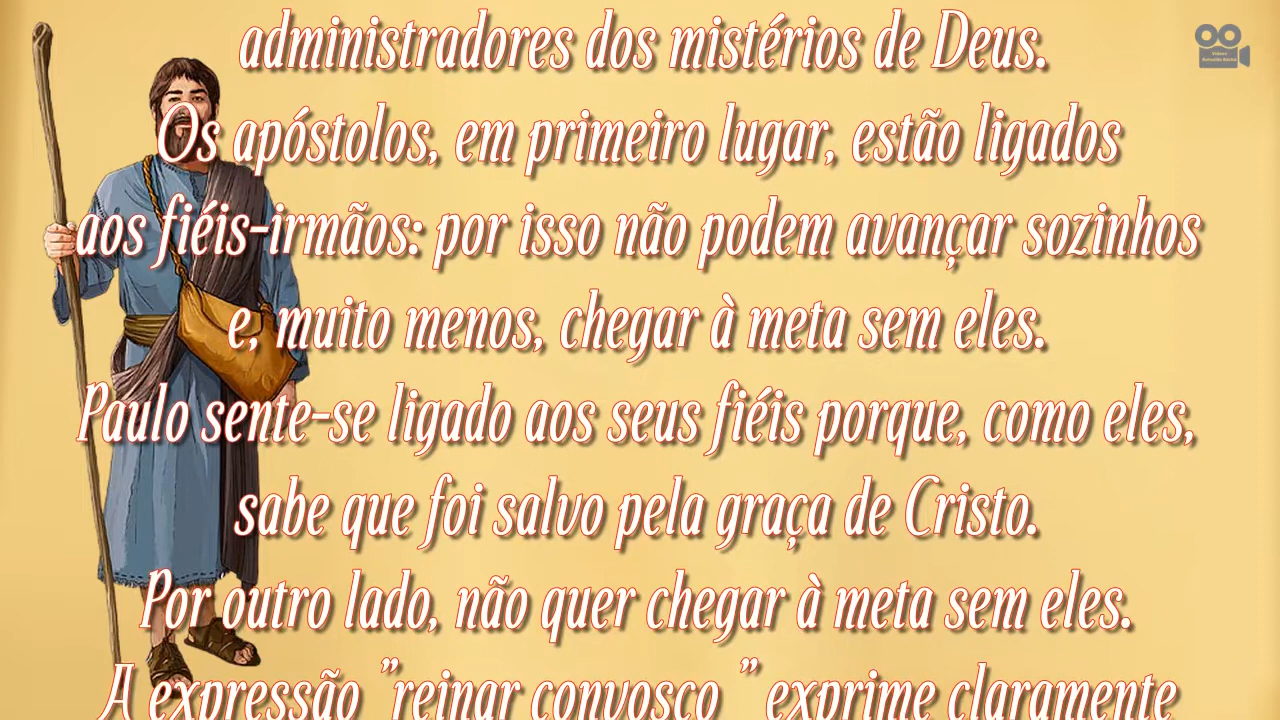 administradores dos mistérios de Deus.
Os apóstolos, em primeiro lugar, estão ligados
aos fiéis-irmãos: por isso não podem avançar sozinhos
e, muito menos, chegar à meta sem eles.
Paulo sente-se ligado aos seus fiéis porque, como eles,
sabe que foi salvo pela graça de Cristo.
Por outro lado, não quer chegar à meta sem eles.
A expressão "reinar convosco" exprime claramente